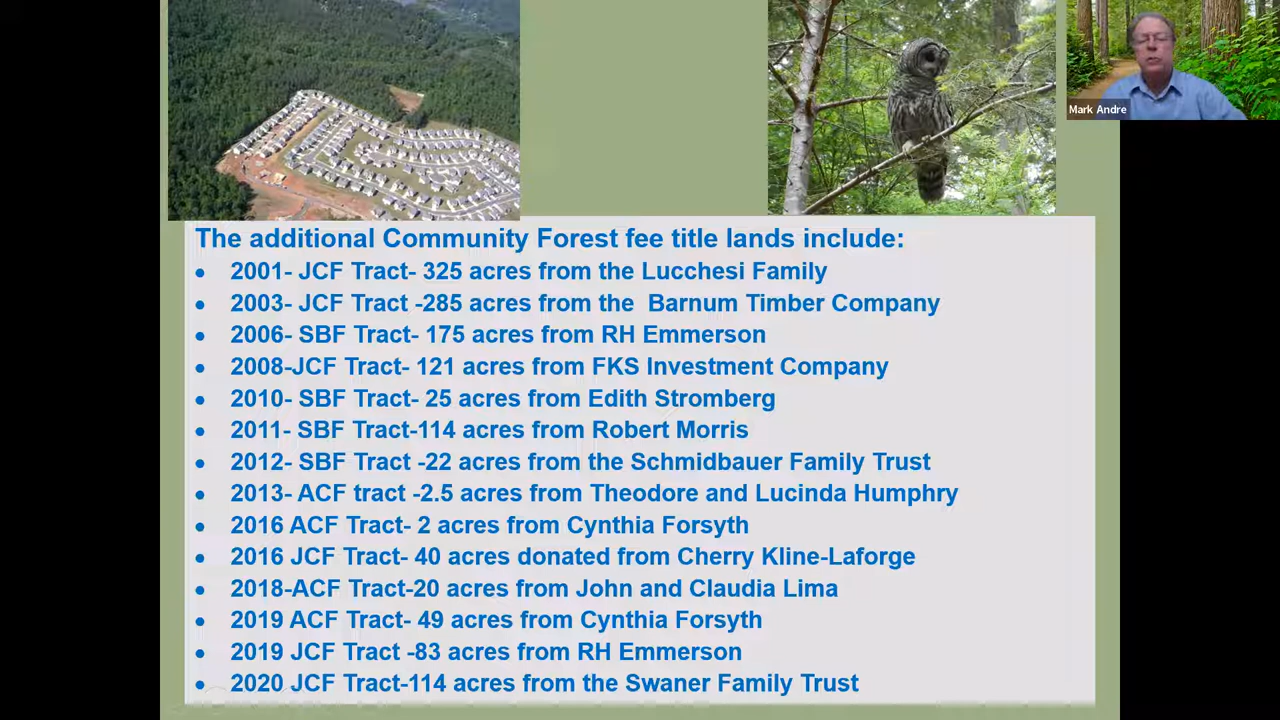 Mark Andre
The additional Community Forest fee title lands include:
• 2001- JCF Tract- 325 acres from the Lucchesi Family
• 2003- JCF Tract -285 acres from the Barnum Timber Company
• 2006- SBF Tract- 175 acres from RH Emmerson
• 2008-JCF Tract- 121 acres from FKS Investment Company
• 2010- SBF Tract- 25 acres from Edith Stromberg
• 2011- SBF Tract-114 acres from Robert Morris
• 2012- SBF Tract -22 acres from the Schmidbauer Family Trust
• 2013- ACF tract -2.5 acres from Theodore and Lucinda Humphry
• 2016 ACF Tract- 2 acres from Cynthia Forsyth
• 2016 JCF Tract- 40 acres donated from Cherry Kline-Laforge
• 2018-ACF Tract-20 acres from John and Claudia Lima
• 2019 ACF Tract- 49 acres from Cynthia Forsyth
• 2019 JCF Tract -83 acres from RH Emmerson
• 2020 JCF Tract-114 acres from the Swaner Family Trust